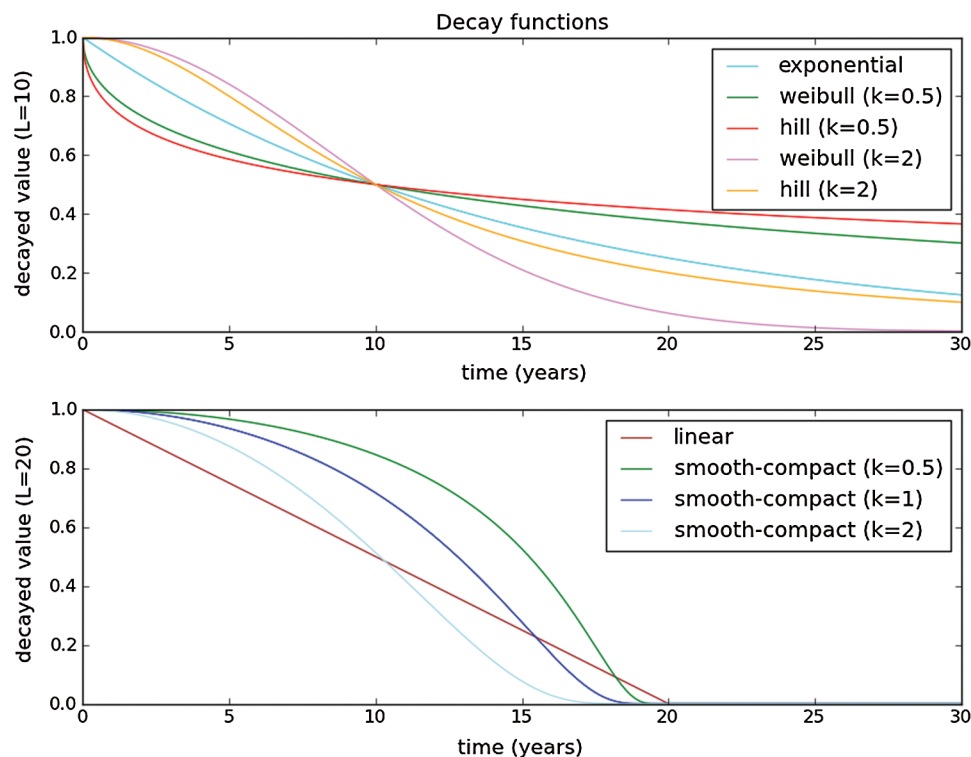 Decay functions
decayed value (L=10)
1.0
0.8
0.6
0.4
0.2
0.0
exponential
weibull (k=0.5)
hill (k=0.5)
weibull (k=2)
hill (k=2)
0 5 10 15 20 25 30
time (years)
decayed value (L=20)
1.0
0.8
0.6
0.4
0.2
0.0
linear
smooth-compact (k=0.5)
smooth-compact (k=1)
smooth-compact (k=2)
0 5 10 15 20 25 30
time (years)